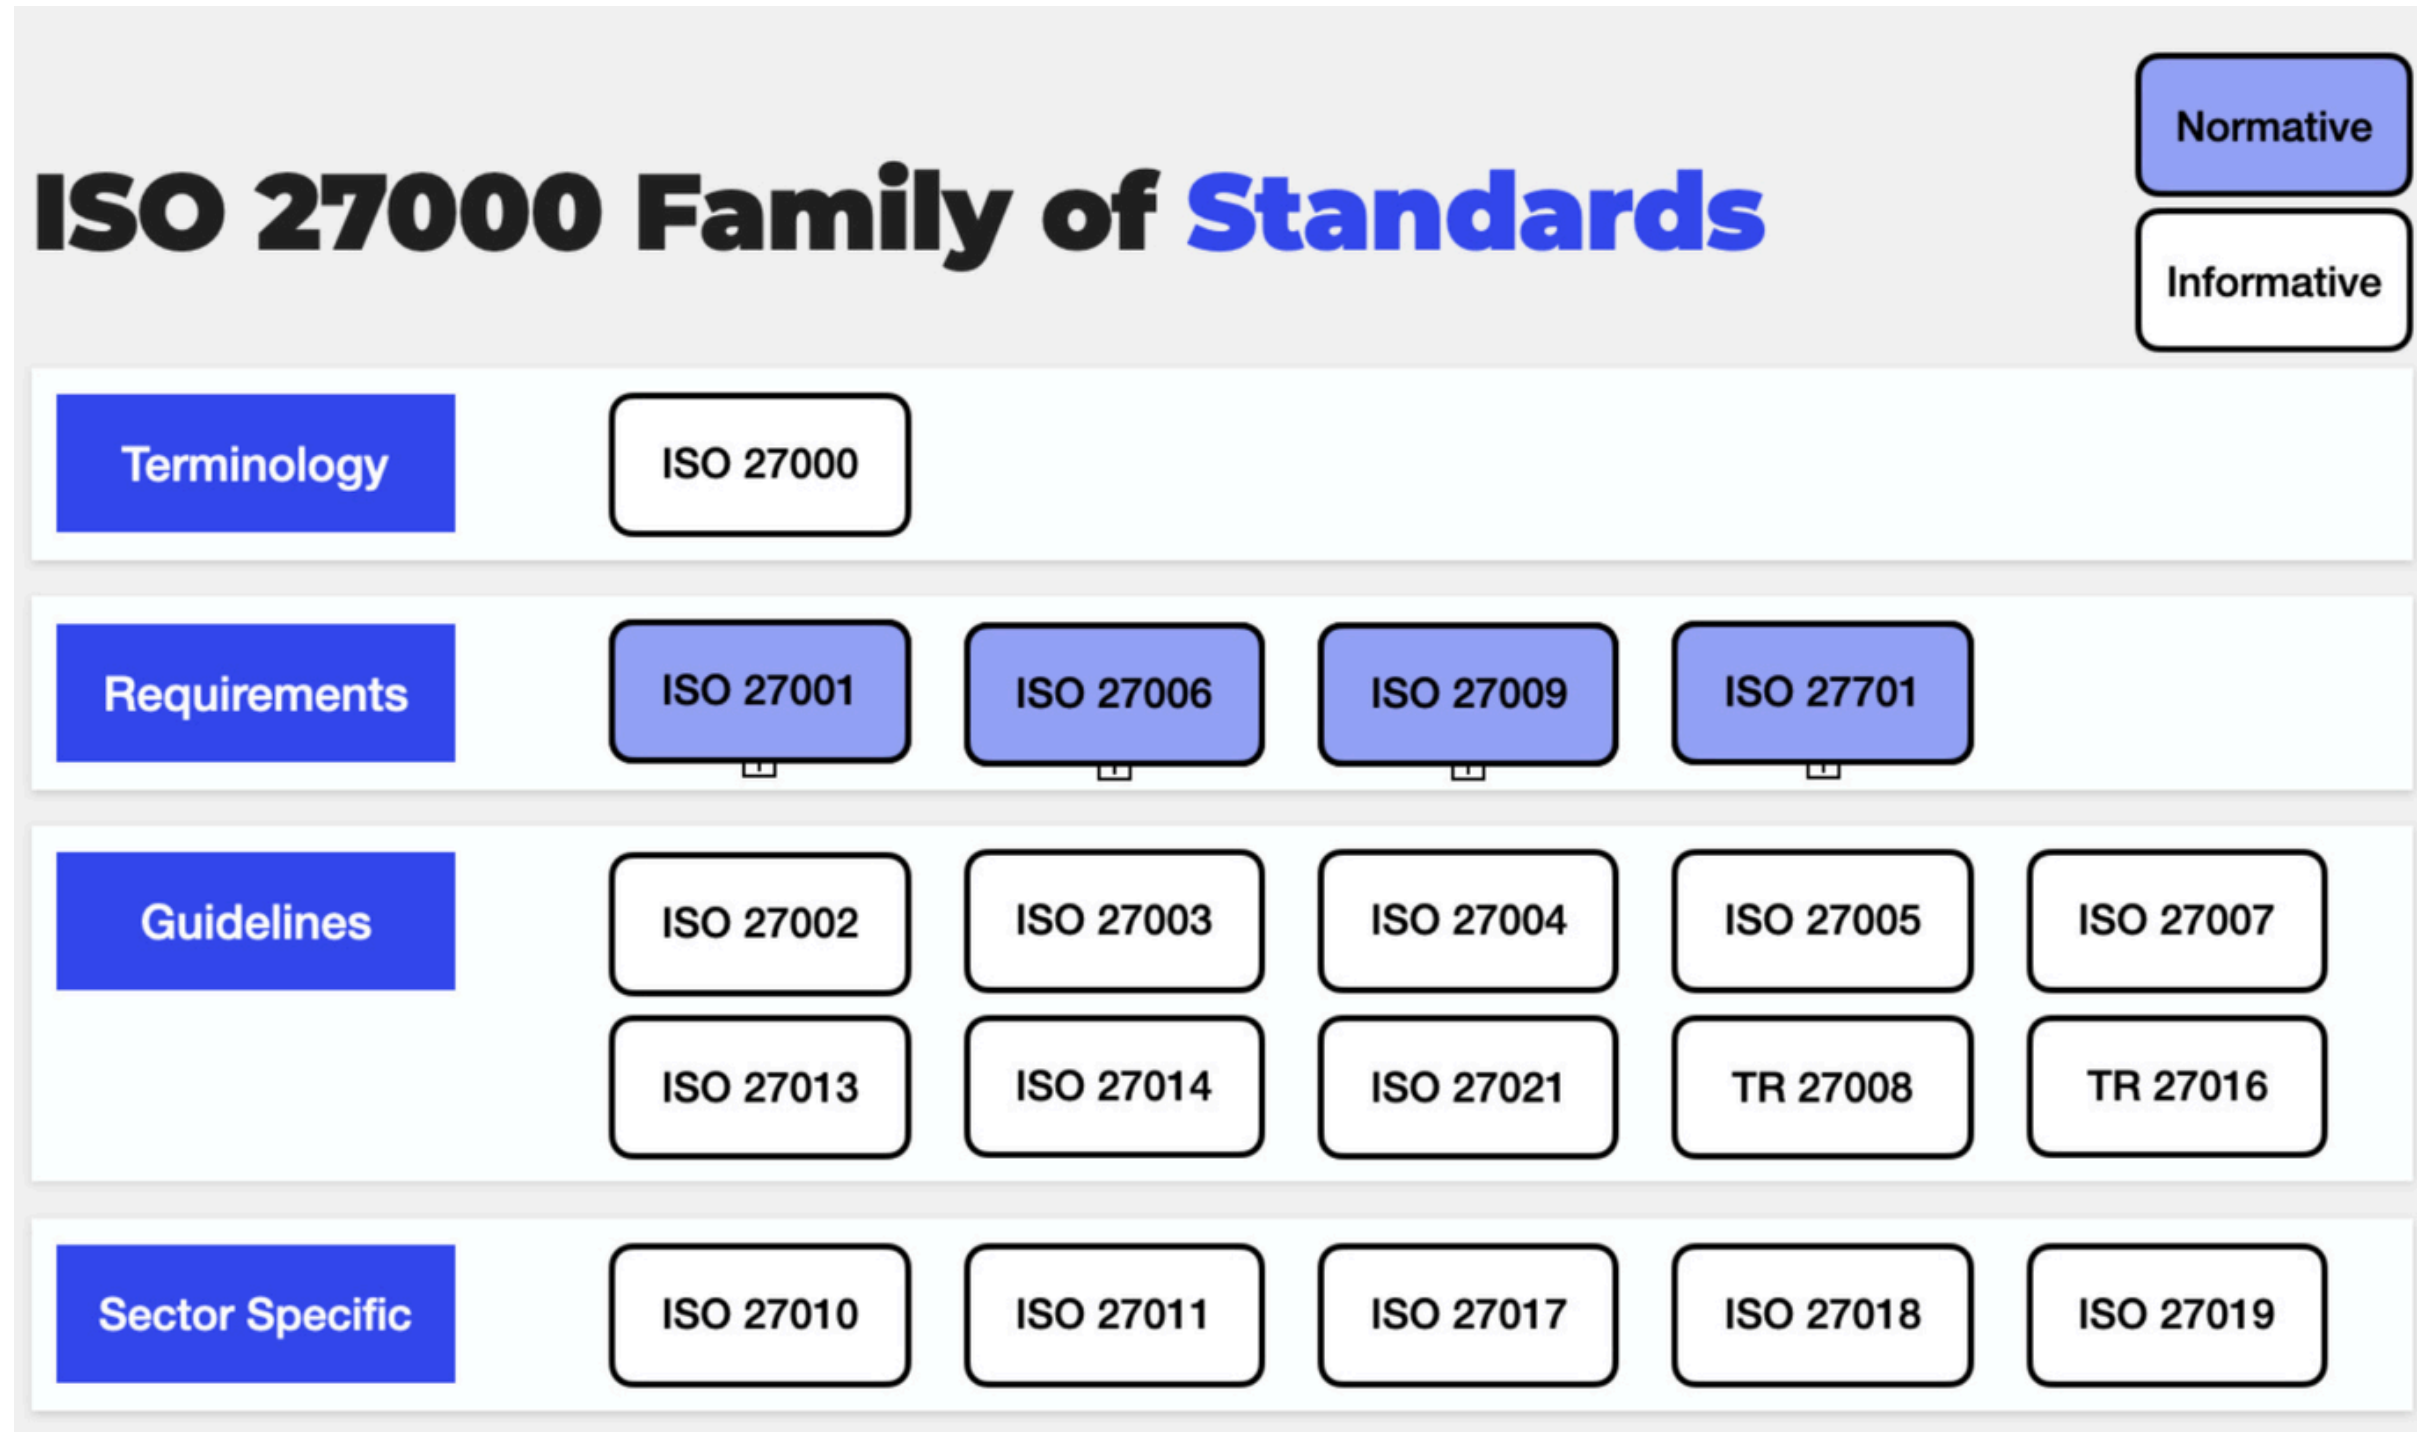 Normative
ISO 27000 Family of Standards
Informative
Terminology
ISO 27000
Requirements
ISO 27001
ISO 27006
ISO 27009
ISO 27701
Guidelines
ISO 27002
ISO 27003
ISO 27004
ISO 27005
ISO 27007
ISO 27013
ISO 27014
ISO 27021
TR 27008
TR 27016
Sector Specific
ISO 27010
ISO 27011
ISO 27017
ISO 27018
ISO 27019